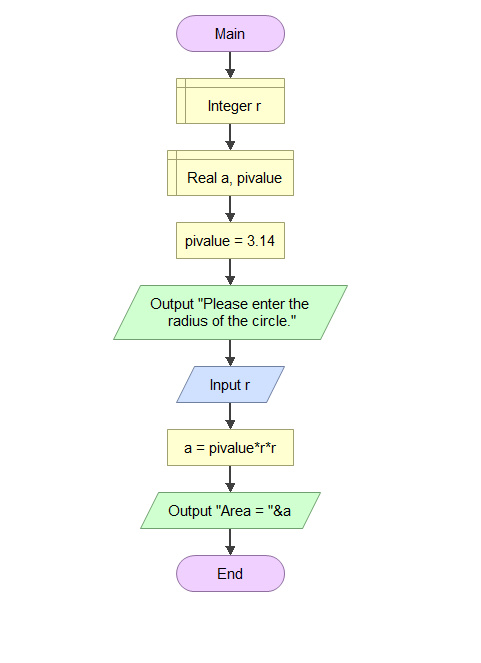 Main
Integer r
Real a, pivalue
pivalue = 3.14
Output "Please enter the
radius of the circle."
Input r
a = pivalue*r*r
Output "Area = "&a
End